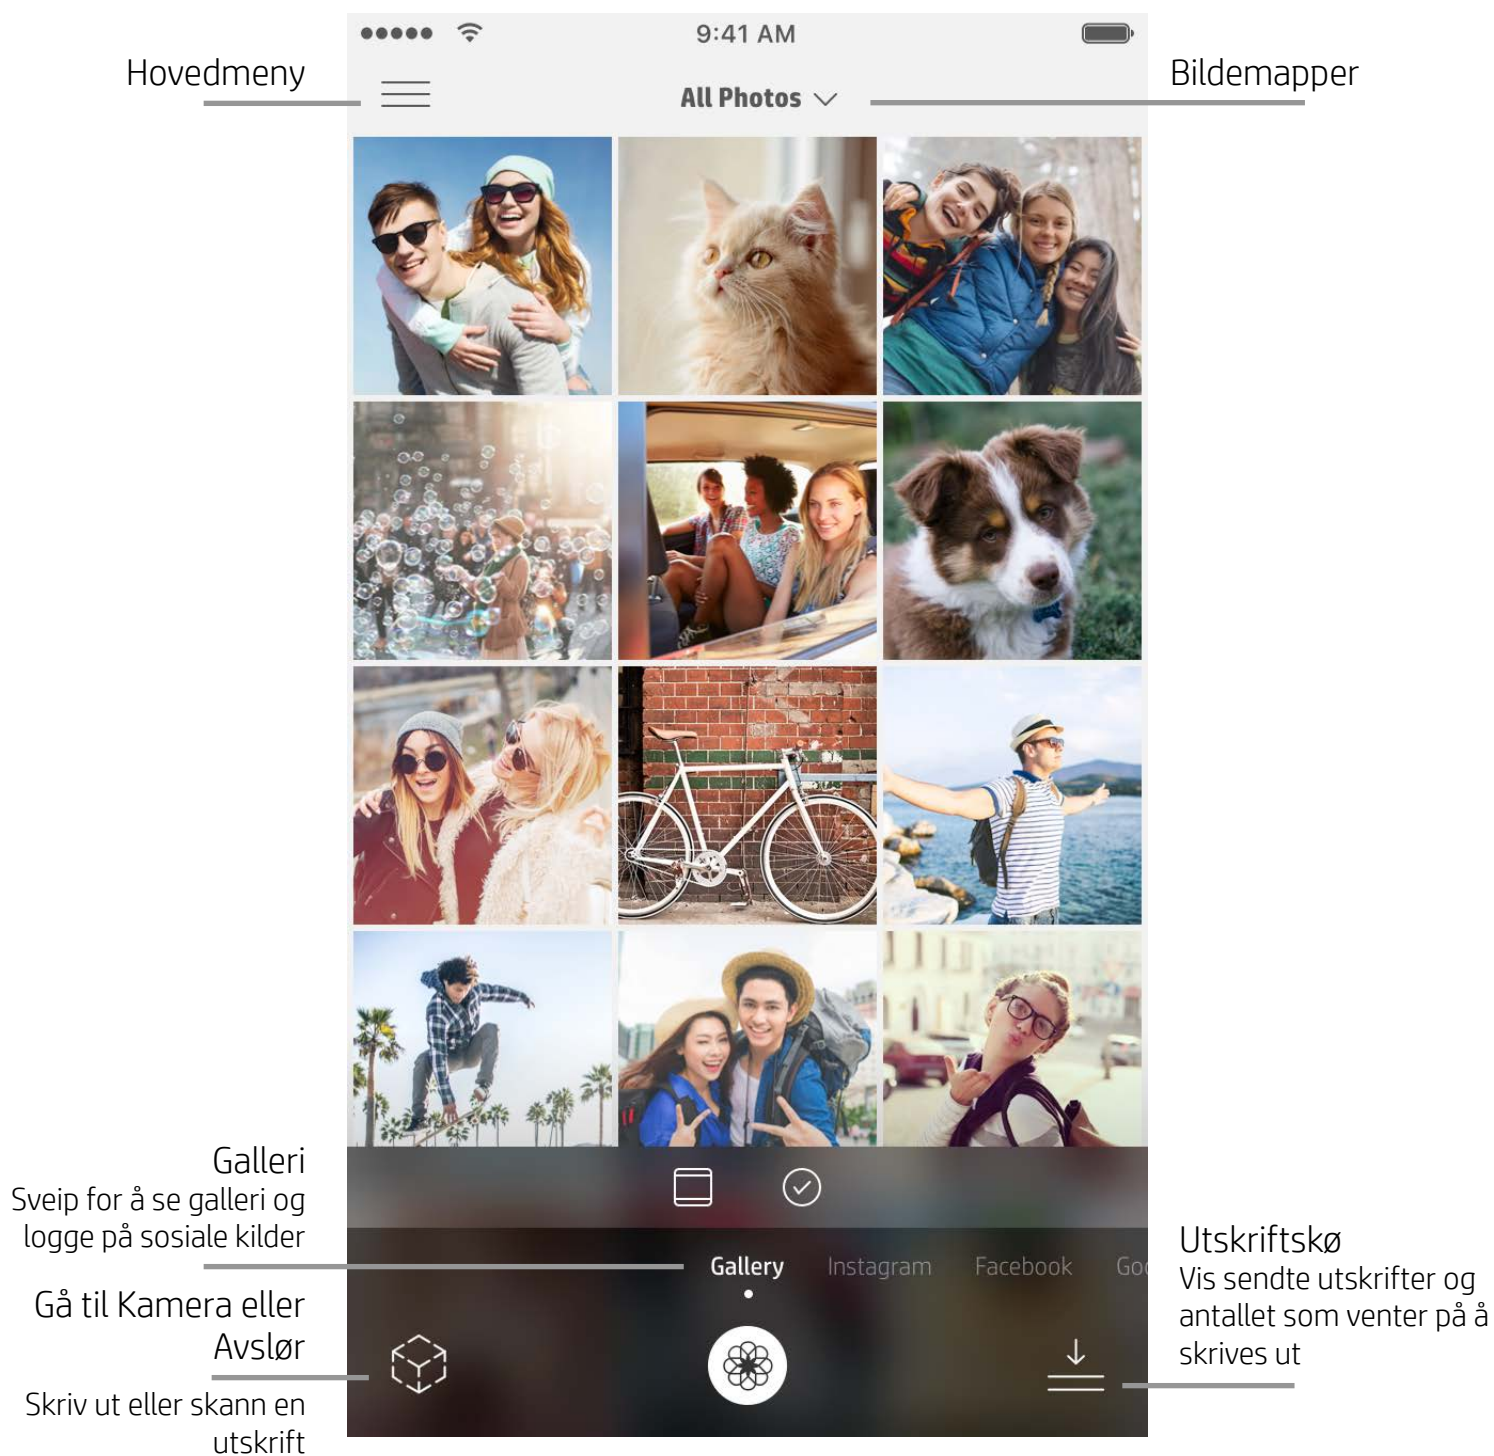 9:41 AM
Hovedmeny
All Photos
Bildemapper
Galleri
Sveip for å se galleri og
logge på sosiale kilder
Gallery Instagram Facebook Goo
Gå til Kamera eller
Avslør
Skriv ut eller skann en
utskrift
Utskriftskø
Vis sendte utskrifter og
antallet som venter på å
skrives ut